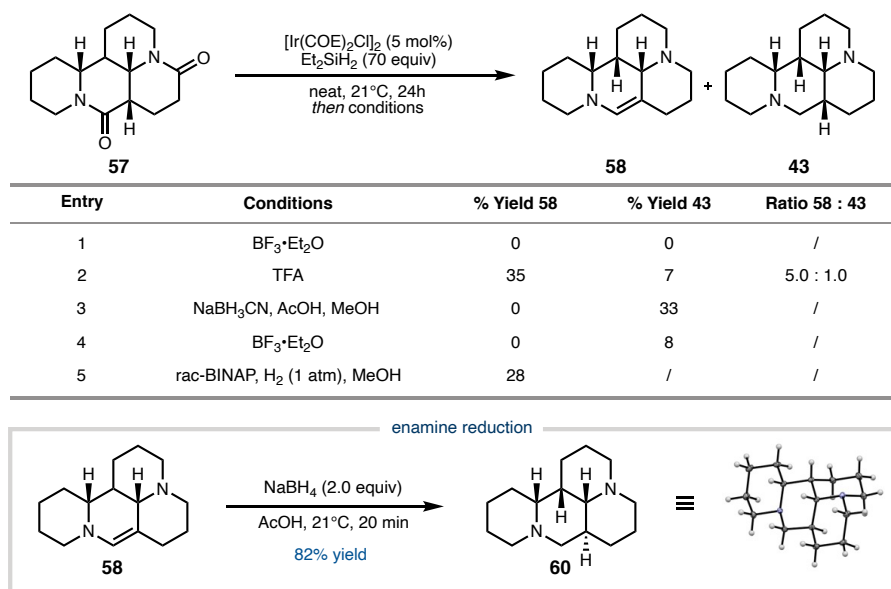 H
H
N
O
N
O
H
57
[Ir(COE)2Cl]2 (5 mol%)
Et2SiH2 (70 equiv)
neat, 21°C, 24h
then conditions
H
H
N
H
N
58
+
H
H
N
H
N
H
43
Entry Conditions % Yield 58 % Yield 43 Ratio 58 : 43
1 BF3•Et2O 0 0 /
2 TFA 35 7 5.0 : 1.0
3 NaBH3CN, AcOH, MeOH 0 33 /
4 BF3•Et2O 0 8 /
5 rac-BINAP, H2 (1 atm), MeOH 28 / /
enamine reduction
H
H
N
N
58
NaBH4 (2.0 equiv)
AcOH, 21°C, 20 min
82% yield
H
H
N
H
N
H
60
≡